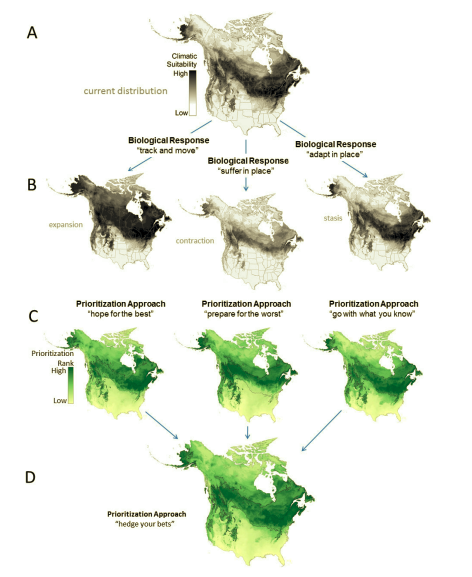 A
Climatic
Suitability
High
Low
current distribution
Biological Response
"track and move"
Biological Response
"suffer in place"
Biological Response
"adapt in place"
B
expansion
contraction
stasis
Prioritization Approach
"hope for the best"
Prioritization Approach
"prepare for the worst"
Prioritization Approach
"go with what you know"
C
Prioritization
Rank
High
Low
D
Prioritization Approach
"hedge your bets"